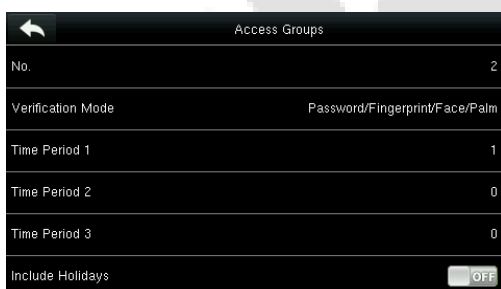 Access Groups
No. 2
Verification Mode Password/Fingerprint/Face/Palm
Time Period 1 1
Time Period 2 0
Time Period 3 0
Include Holidays OFF